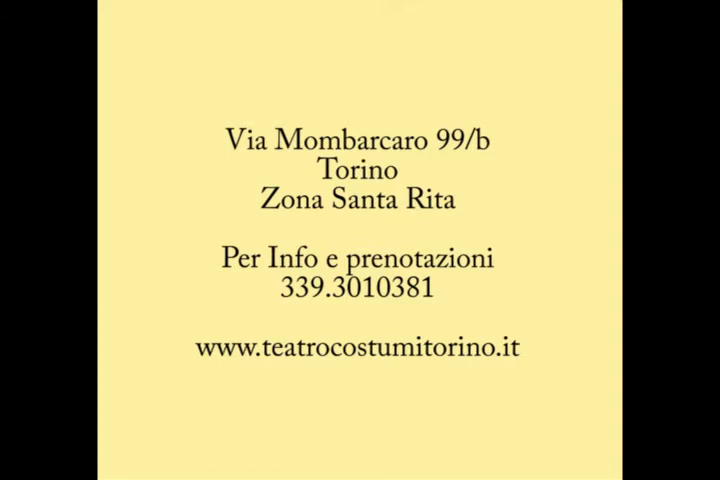 Via Mombarcaro 99/b
Torino
Zona Santa Rita
Per Info e prenotazioni
339.3010381
www.teatrocostumitorino.it